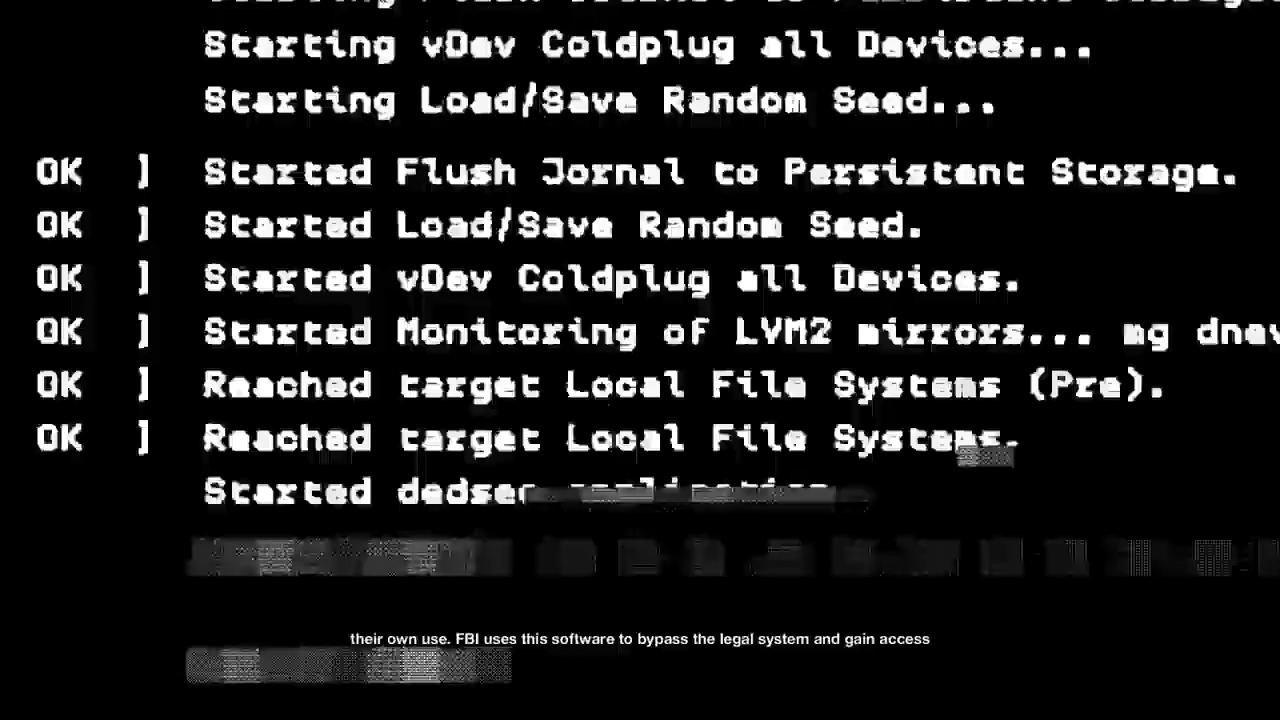 Starting vDev Coldplug all Devices...
Starting Load/Save Random Seed...
OK ] Started Flush Jornal to Persistent Storage.
OK ] Started Load/Save Random Seed.
OK ] Started vDev Coldplug all Devices.
OK ] Started Monitoring of LVM2 mirrors... mg
OK ] Reached target Local File Systems (Pre).
OK ] Reached target Local File Systems.
Started dedsec
their own use. FBI uses this software to bypass the legal system and gain access